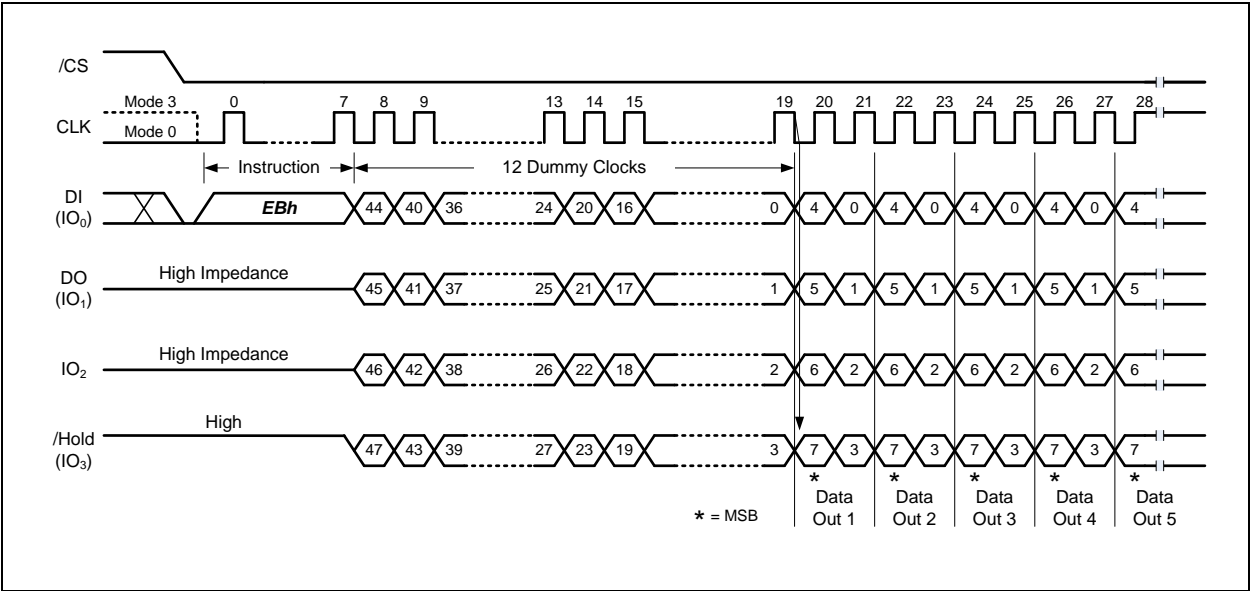 /CS
Mode 3 0 7 8 9 13 14 15 19 20 21 22 23 24 25 26 27 28
CLK
Mode 0
Instruction 12 Dummy Clocks
DI
(IO0)
EBh 44 40 36 24 20 16 0 4 0 4 0 4 0 4 0 4
DO
(IO1)
High Impedance 45 41 37 25 21 17 1 5 1 5 1 5 1 5 1 5
IO2
High Impedance 46 42 38 26 22 18 2 6 2 6 2 6 2 6 2 6
/Hold
(IO3)
High 47 43 39 27 23 19 3 7 3 7 3 7 3 7 3 7
* * * * *
* = MSB
Data Out 1
Data Out 2
Data Out 3
Data Out 4
Data Out 5